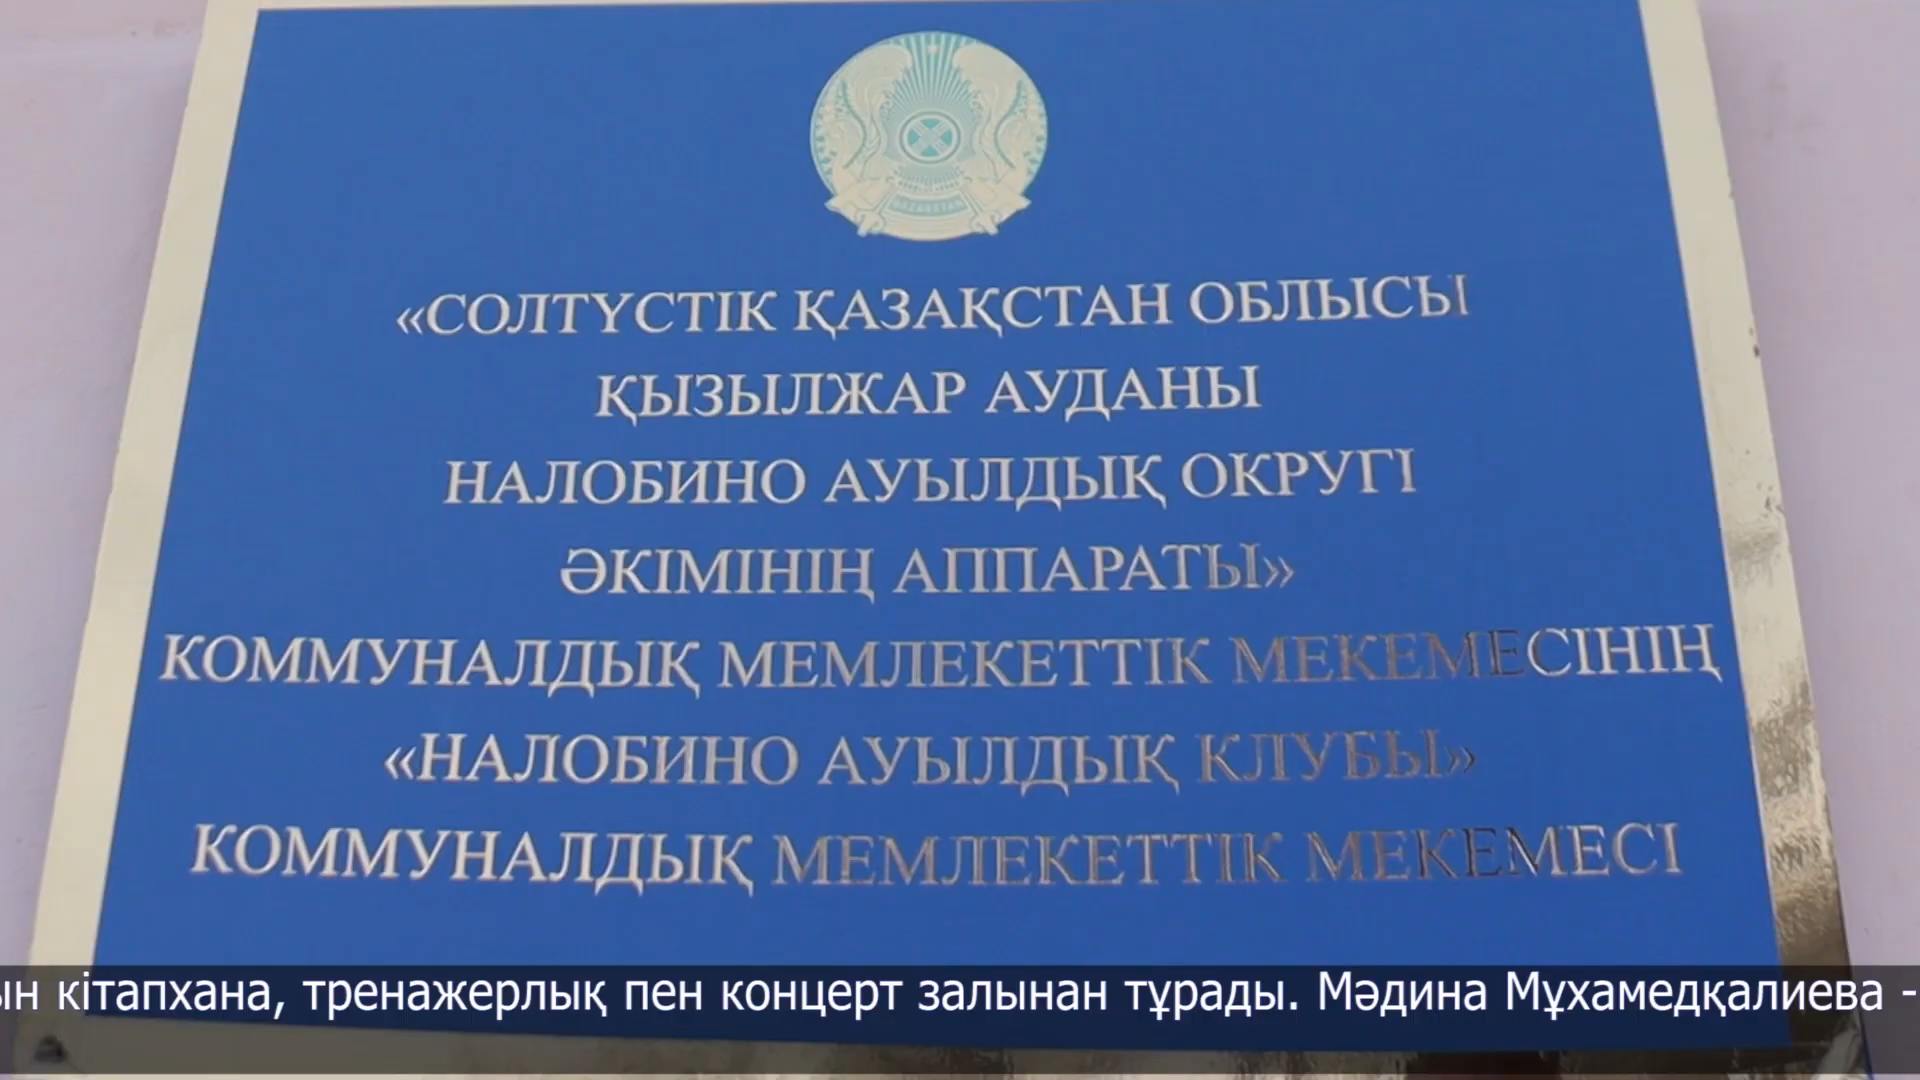 QAZAQSTAN
«СОЛТҮСТІК ҚАЗАҚСТАН ОБЛЫСЫ
ҚЫЗЫЛЖАР АУДАНЫ
НАЛОБИНО АУЫЛДЫҚ ОКРУГІ
ӘКІМІНІҢ АППАРАТЫ»
КОММУНАЛДЫҚ МЕМЛЕКЕТТІК МЕКЕМЕСІНІҢ
«НАЛОБИНО АУЫЛДЫҚ КЛУБЫ»
КОММУНАЛДЫҚ МЕМЛЕКЕТТІК МЕКЕМЕСІ
кітапхана, тренажерлық пен концерт залынан тұрады. Мәдина Мұхамедқалиева -